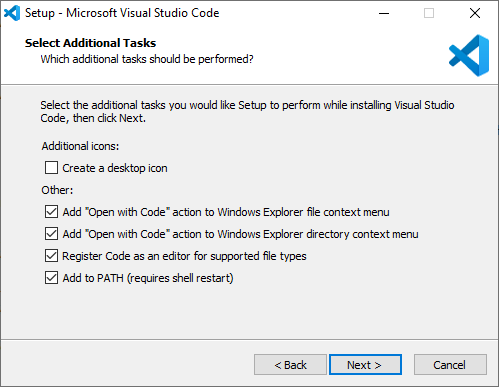 Setup - Microsoft Visual Studio Code
Select Additional Tasks
Which additional tasks should be performed?
Select the additional tasks you would like Setup to perform while installing Visual Studio
Code, then click Next.
Additional icons:
Create a desktop icon
Other:
Add "Open with Code" action to Windows Explorer file context menu
Add "Open with Code" action to Windows Explorer directory context menu
Register Code as an editor for supported file types
Add to PATH (requires shell restart)
< Back
Next >
Cancel